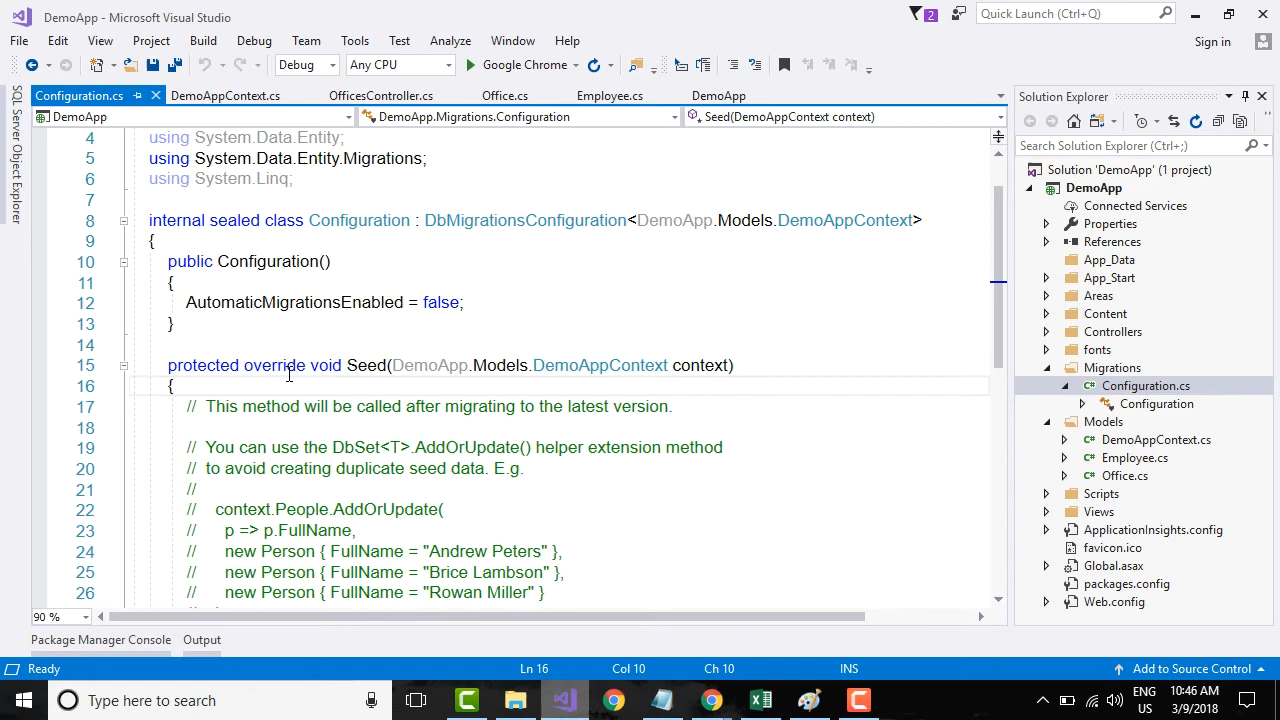 DemoApp - Microsoft Visual Studio
2
Quick Launch (Ctrl+Q)
File Edit View Project Build Debug Team Tools Test Analyze Window Help
Sign in
Debug Any CPU Google Chrome
SQL Server Object Explorer
Configuration.cs DemoAppContext.cs OfficesController.cs Office.cs Employee.cs DemoApp
DemoApp DemoApp.Migrations.Configuration Seed(DemoAppContext context)
4 using System.Data.Entity;
5 using System.Data.Entity.Migrations;
6 using System.Linq;
7
8 internal sealed class Configuration : DbMigrationsConfiguration<DemoApp.Models.DemoAppContext>
9 {
10 public Configuration()
11 {
12 AutomaticMigrationsEnabled = false;
13 }
14
15 protected override void Seed(DemoApp.Models.DemoAppContext context)
16 {
17 // This method will be called after migrating to the latest version.
18
19 // You can use the DbSet<T>.AddOrUpdate() helper extension method
20 // to avoid creating duplicate seed data. E.g.
21 //
22 // context.People.AddOrUpdate(
23 // p => p.FullName,
24 // new Person { FullName = "Andrew Peters" },
25 // new Person { FullName = "Brice Lambson" },
26 // new Person { FullName = "Rowan Miller" }
90 %
Solution Explorer
Search Solution Explorer (Ctrl+;)
Solution 'DemoApp' (1 project)
DemoApp
Connected Services
Properties
References
App_Data
App_Start
Areas
Content
Controllers
fonts
Migrations
Configuration.cs
Configuration
Models
DemoAppContext.cs
Employee.cs
Office.cs
Scripts
Views
ApplicationInsights.config
favicon.ico
Global.asax
packages.config
Web.config
Package Manager Console Output
Ready Ln 16 Col 10 Ch 10 INS Add to Source Control
Type here to search
ENG
US
10:46 AM
3/9/2018